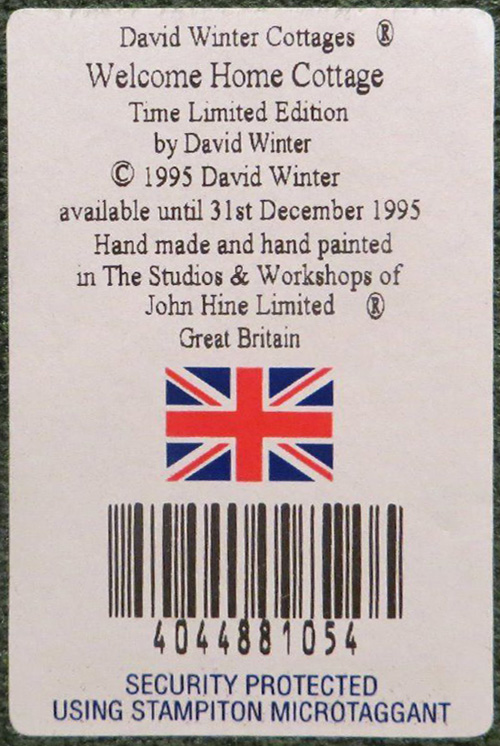 David Winter Cottages ®
Welcome Home Cottage
Time Limited Edition
by David Winter
© 1995 David Winter
available until 31st December 1995
Hand made and hand painted
in The Studios & Workshops of
John Hine Limited ®
Great Britain
4044881054
SECURITY PROTECTED
USING STAMPITON MICROTAGGANT